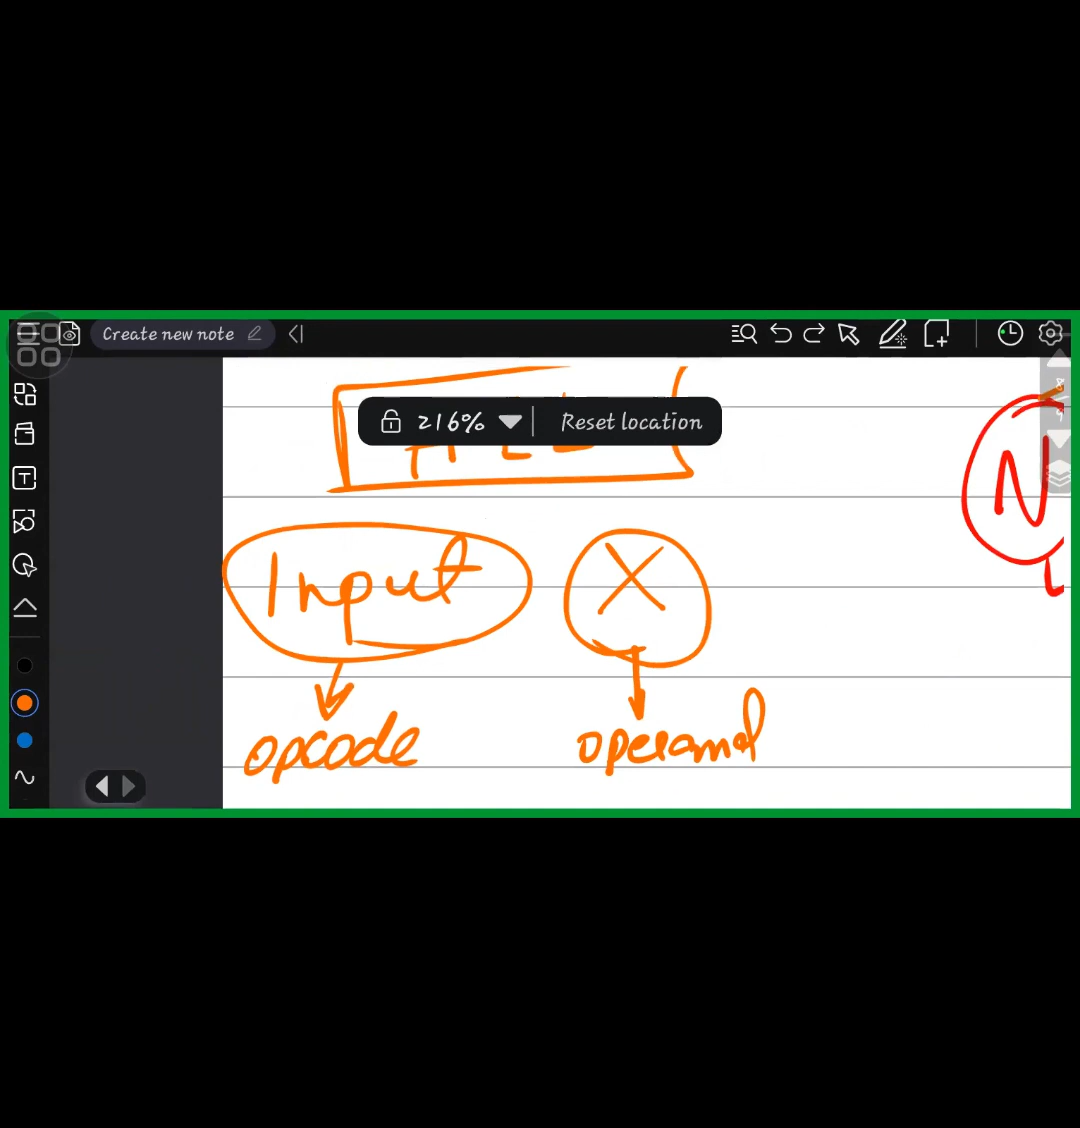 Create new note
216% Reset location
N
Input X
opcode operand